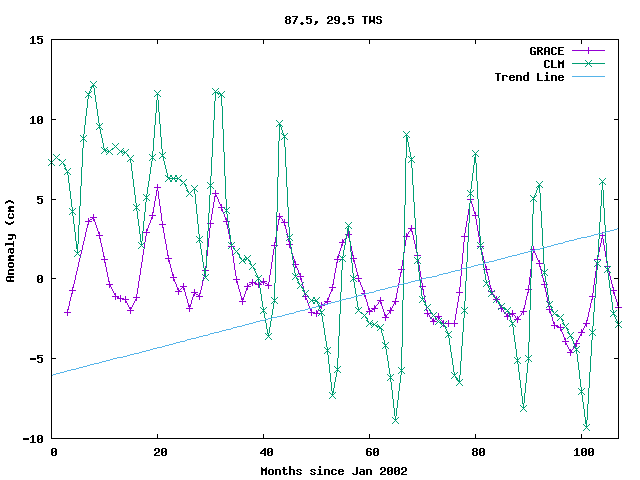 87.5, 29.5 TWS
GRACE
CLM
Trend Line
15
10
5
0
-5
-10
Anomaly (cm)
0 20 40 60 80 100
Months since Jan 2002